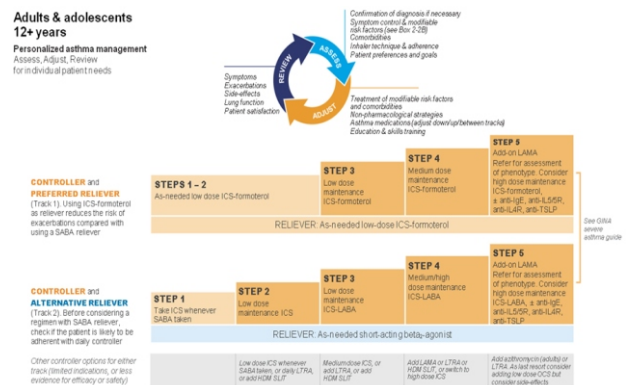 Adults & adolescents
12+ years
Personalized asthma management
Assess, Adjust, Review
for individual patient needs
Confirmation of diagnosis if necessary
Symptom control & modifiable
risk factors (see Box 2-2B)
Comorbidities
Inhaler technique & adherence
Patient preferences and goals
REVIEW
ASSESS
ADJUST
Symptoms
Exacerbations
Side-effects
Lung function
Patient satisfaction
Treatment of modifiable risk factors
and comorbidities
Non-pharmacological strategies
Asthma medications (adjust down/up/between tracks)
Education & skills training
CONTROLLER and
PREFERRED RELIEVER
(Track 1). Using ICS-formoterol
as reliever reduces the risk of
exacerbations compared with
using a SABA reliever
STEPS 1 – 2
As-needed low dose ICS-formoterol
STEP 3
Low dose
maintenance
ICS-formoterol
STEP 4
Medium dose
maintenance
ICS-formoterol
STEP 5
Add-on LAMA
Refer for assessment
of phenotype. Consider
high dose maintenance
ICS-formoterol,
± anti-IgE, anti-IL5/5R,
anti-IL4R, anti-TSLP
RELIEVER: As-needed low-dose ICS-formoterol
See GINA
severe
asthma guide
CONTROLLER and
ALTERNATIVE RELIEVER
(Track 2). Before considering a
regimen with SABA reliever,
check if the patient is likely to be
adherent with daily controller
STEP 1
Take ICS whenever
SABA taken
STEP 2
Low dose
maintenance ICS
STEP 3
Low dose
maintenance
ICS-LABA
STEP 4
Medium/high
dose maintenance
ICS-LABA
STEP 5
Add-on LAMA
Refer for assessment
of phenotype. Consider
high dose maintenance
ICS-LABA, ± anti-IgE,
anti-IL5/5R, anti-IL4R,
anti-TSLP
RELIEVER: As-needed short-acting beta₂-agonist
Other controller options for either
track (limited indications, or less
evidence for efficacy or safety)
Low dose ICS whenever
SABA taken, or daily LTRA,
or add HDM SLIT
Medium dose ICS, or
add LTRA, or add
HDM SLIT
Add LAMA or LTRA or
HDM SLIT, or switch to
high dose ICS
Add azithromycin (adults) or
LTRA. As last resort consider
adding low dose OCS but
consider side-effects